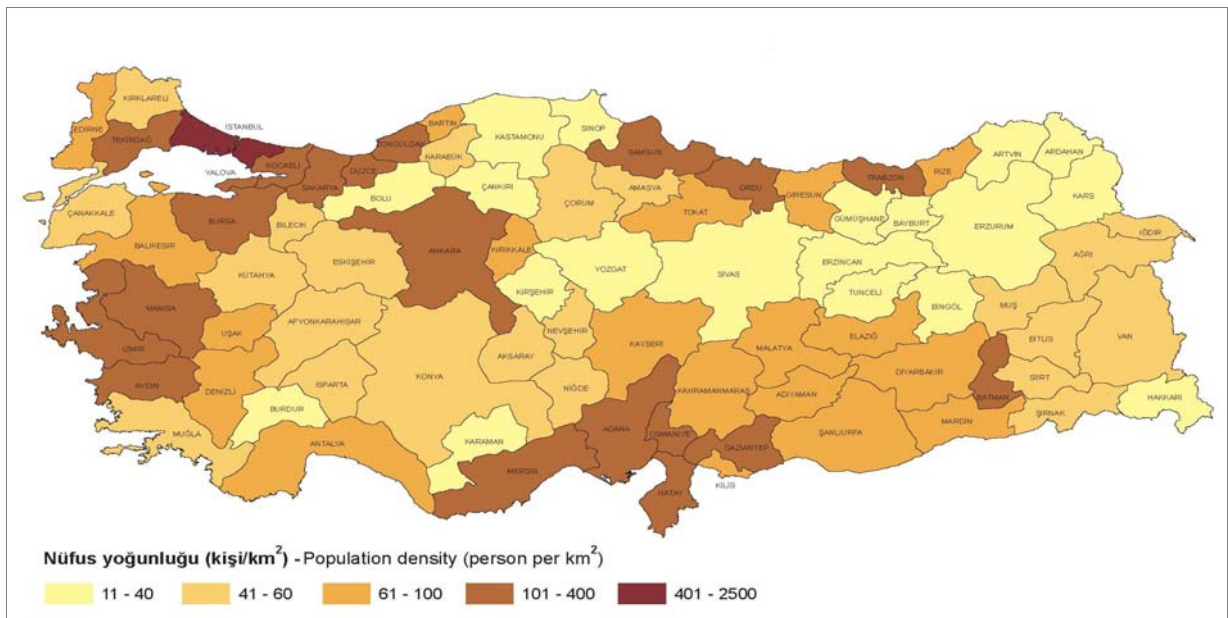 KIRKLARELİ
EDİRNE
TEKİRDAĞ
İSTANBUL
KOCAELİ
YALOVA
SAKARYA
DÜZCE
ZONGULDAK
BARTIN
KARABÜK
KASTAMONU
SİNOP
SAMSUN
ORDU
GİRESUN
TRABZON
RİZE
ARTVİN
ARDAHAN
KARS
IĞDIR
AĞRI
ERZURUM
BAYBURT
GÜMÜŞHANE
ERZİNCAN
TUNCELİ
BİNGÖL
MUŞ
BİTLİS
VAN
HAKKARİ
ŞIRNAK
SİİRT
BATMAN
MARDİN
DİYARBAKIR
ELAZIĞ
MALATYA
ADIYAMAN
ŞANLIURFA
GAZİANTEP
KİLİS
HATAY
OSMANİYE
KAHRAMANMARAŞ
ADANA
MERSİN
KARAMAN
NİĞDE
KAYSERİ
SİVAS
TOKAT
AMASYA
ÇORUM
YOZGAT
KIRŞEHİR
NEVŞEHİR
AKSARAY
KIRIKKALE
ÇANKIRI
ANKARA
BOLU
ESKİŞEHİR
BİLECİK
BURSA
BALIKESİR
ÇANAKKALE
KÜTAHYA
MANİSA
İZMİR
UŞAK
AFYONKARAHİSAR
KONYA
ISPARTA
DENİZLİ
AYDIN
MUĞLA
BURDUR
ANTALYA
Nüfus yoğunluğu (kişi/km²) - Population density (person per km²)
11 - 40 41 - 60 61 - 100 101 - 400 401 - 2500